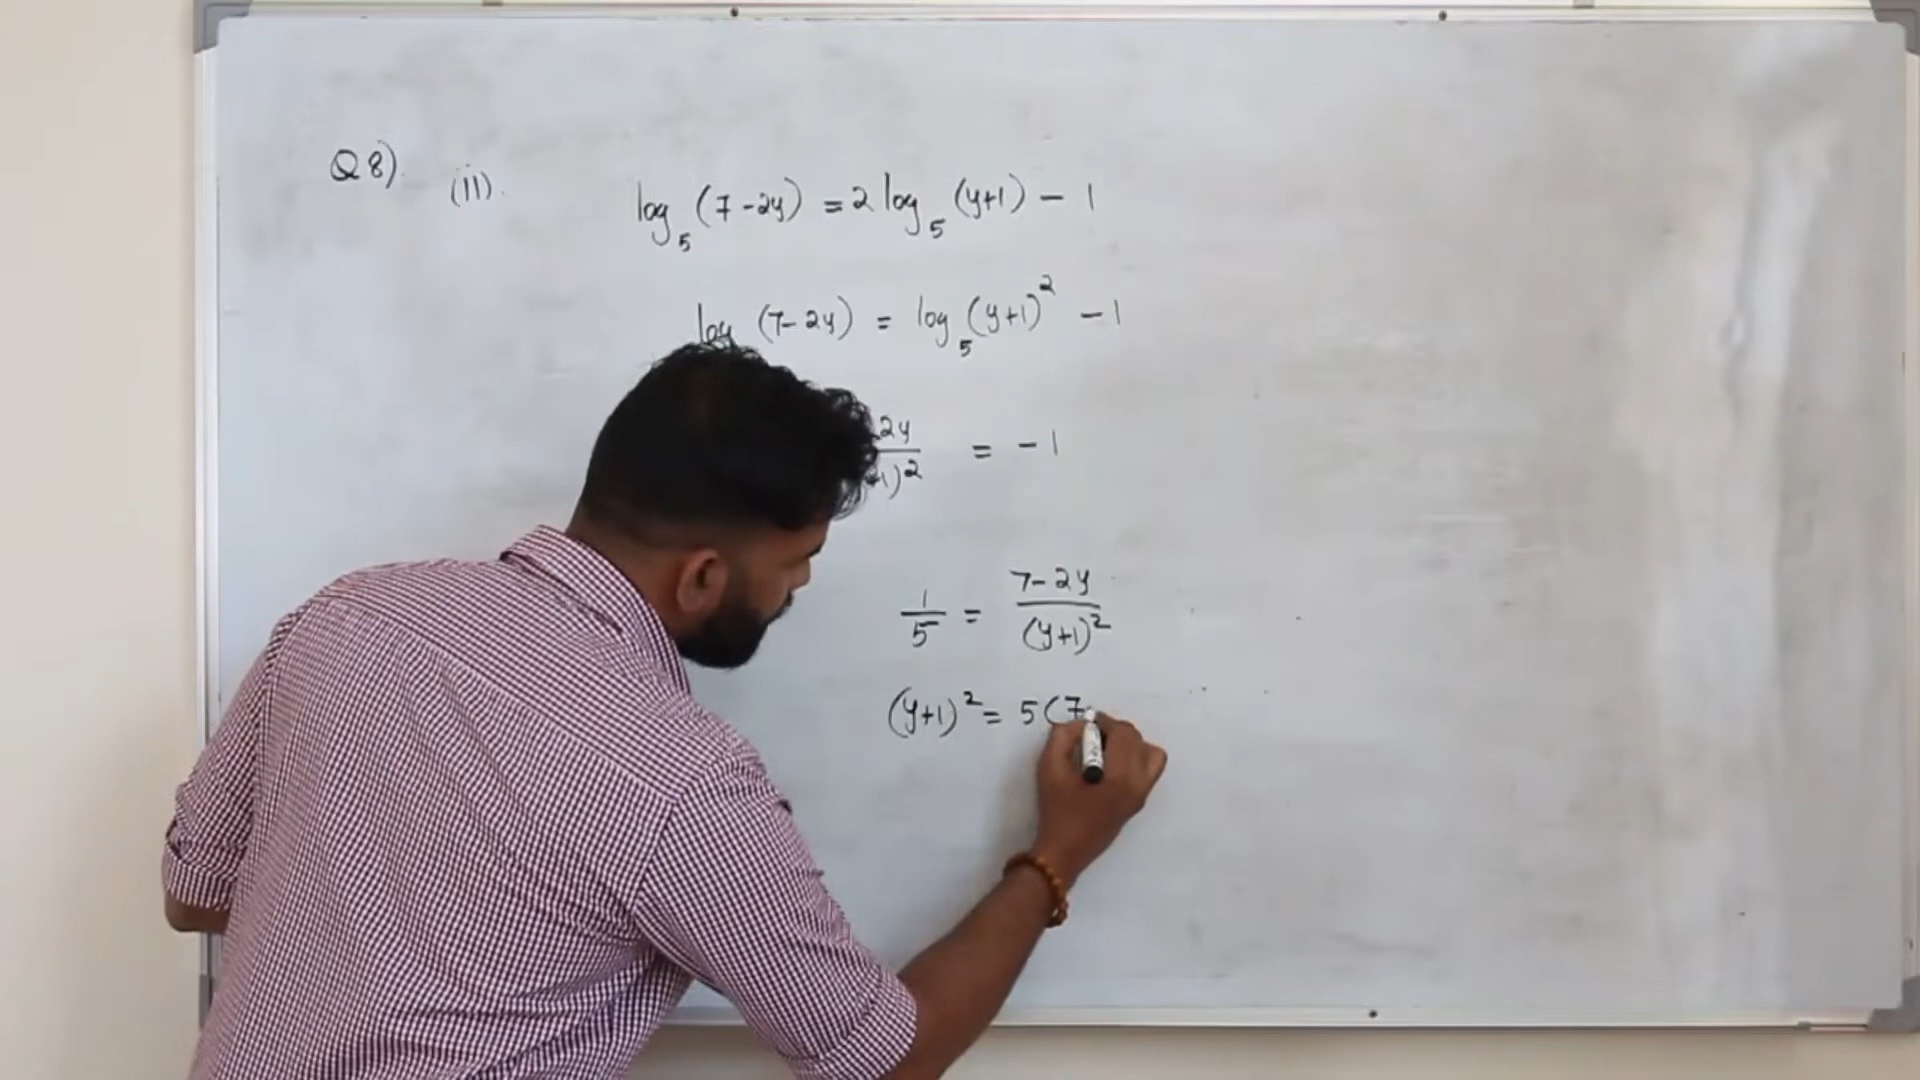 Q 8).
(ii).
log₅ (7-2y) = 2 log₅ (y+1) - 1
log (7-2y) = log₅ (y+1)² - 1
2y/+1)² = -1
1/5 = 7-2y/(y+1)²
(y+1)² = 5(7